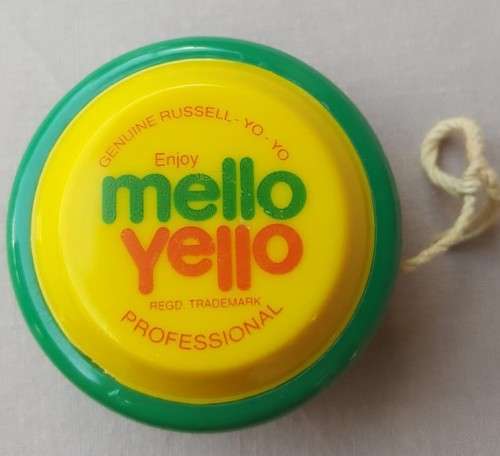 GENUINE RUSSELL - YO - YO
Enjoy
mello
yello
REGD. TRADEMARK
PROFESSIONAL